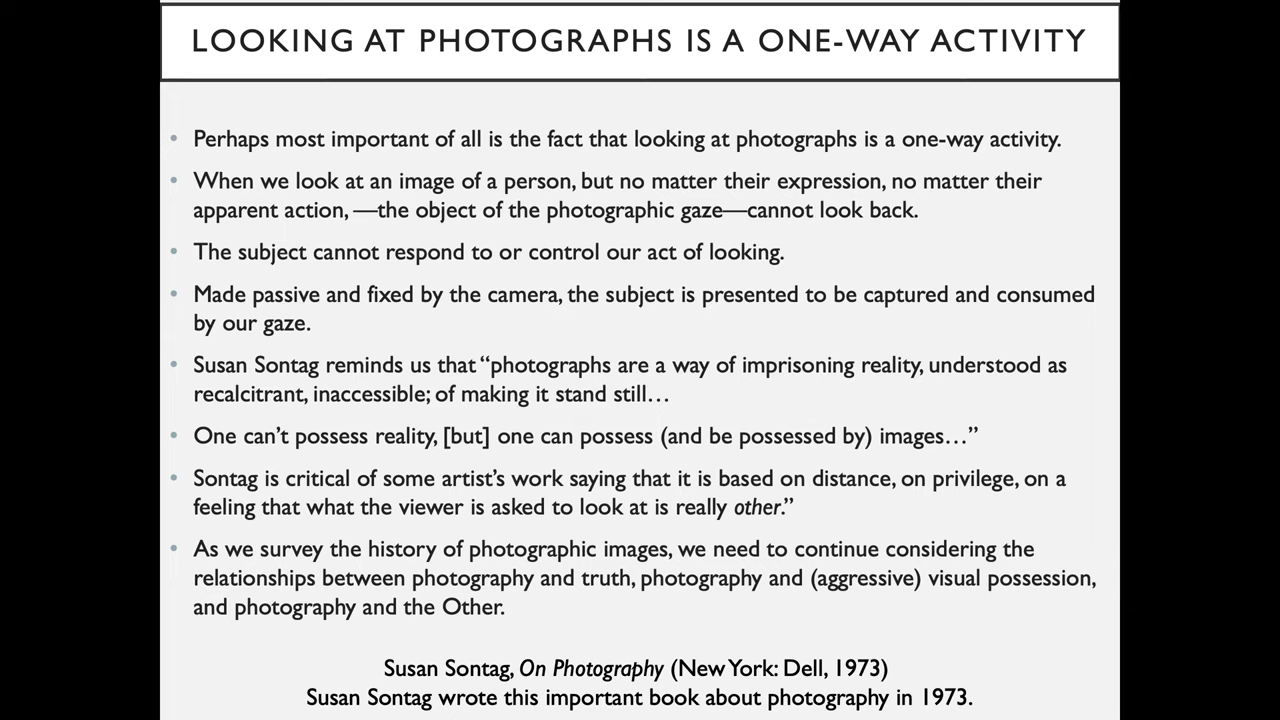 LOOKING AT PHOTOGRAPHS IS A ONE-WAY ACTIVITY
• Perhaps most important of all is the fact that looking at photographs is a one-way activity.
• When we look at an image of a person, but no matter their expression, no matter their
apparent action, —the object of the photographic gaze—cannot look back.
• The subject cannot respond to or control our act of looking.
• Made passive and fixed by the camera, the subject is presented to be captured and consumed
by our gaze.
• Susan Sontag reminds us that “photographs are a way of imprisoning reality, understood as
recalcitrant, inaccessible; of making it stand still…
• One can’t possess reality, [but] one can possess (and be possessed by) images…”
• Sontag is critical of some artist’s work saying that it is based on distance, on privilege, on a
feeling that what the viewer is asked to look at is really other.”
• As we survey the history of photographic images, we need to continue considering the
relationships between photography and truth, photography and (aggressive) visual possession,
and photography and the Other.
Susan Sontag, On Photography (New York: Dell, 1973)
Susan Sontag wrote this important book about photography in 1973.